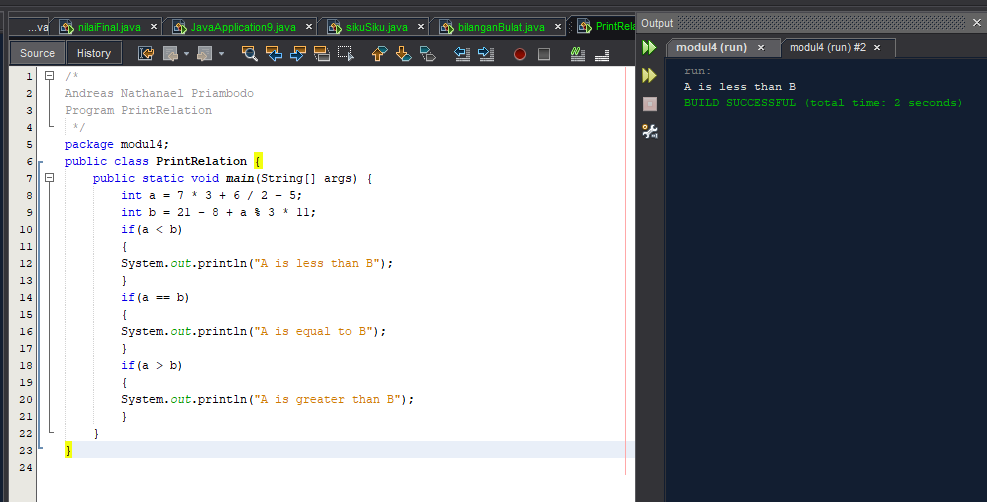 ...va
nilaiFinal.java
JavaApplication9.java
sikuSiku.java
bilanganBulat.java
PrintRela
Source
History
1 /*
2 Andreas Nathanael Priambodo
3 Program PrintRelation
4 */
5 package modul4;
6 public class PrintRelation {
7 public static void main(String[] args) {
8 int a = 7 * 3 + 6 / 2 - 5;
9 int b = 21 - 8 + a % 3 * 11;
10 if(a < b)
11 {
12 System.out.println("A is less than B");
13 }
14 if(a == b)
15 {
16 System.out.println("A is equal to B");
17 }
18 if(a > b)
19 {
20 System.out.println("A is greater than B");
21 }
22 }
23 }
24
Output
modul4 (run)
modul4 (run) #2
run:
A is less than B
BUILD SUCCESSFUL (total time: 2 seconds)